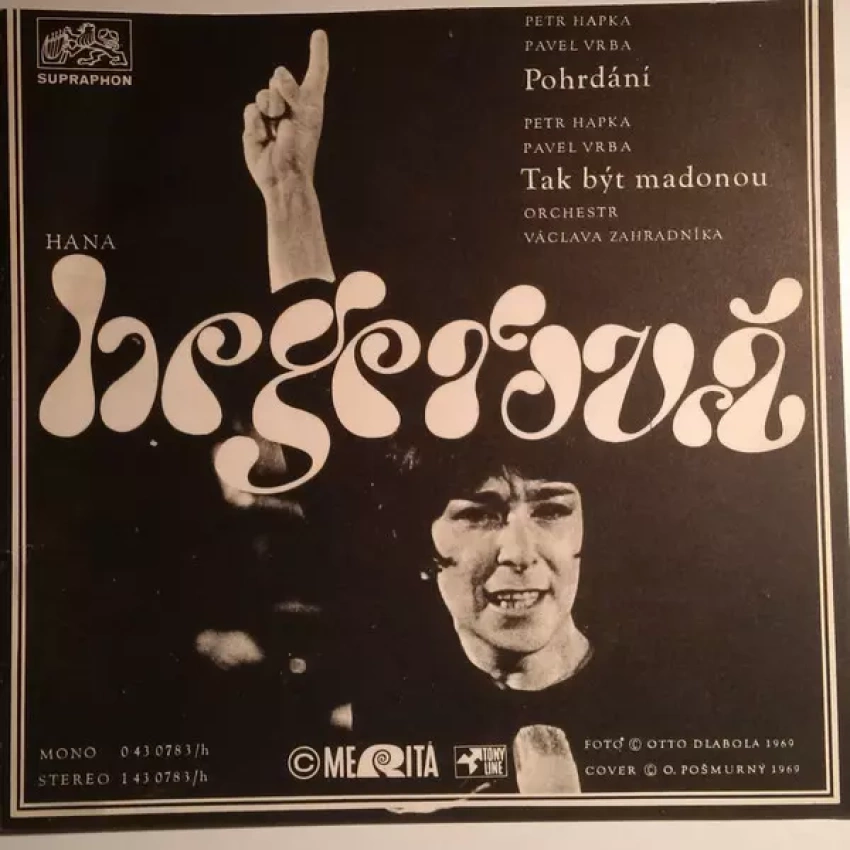 SUPRAPHON
PETR HAPKA
PAVEL VRBA
Pohrdání
PETR HAPKA
PAVEL VRBA
Tak být madonou
ORCHESTR
VÁCLAVA ZAHRADNÍKA
HANA
hegerová
MONO 0 43 0783/h
STEREO 1 43 0783/h
© MERITA
TONY
LINE
FOTO © OTTO DLABOLA 1969
COVER © O. POŠMURNÝ 1969